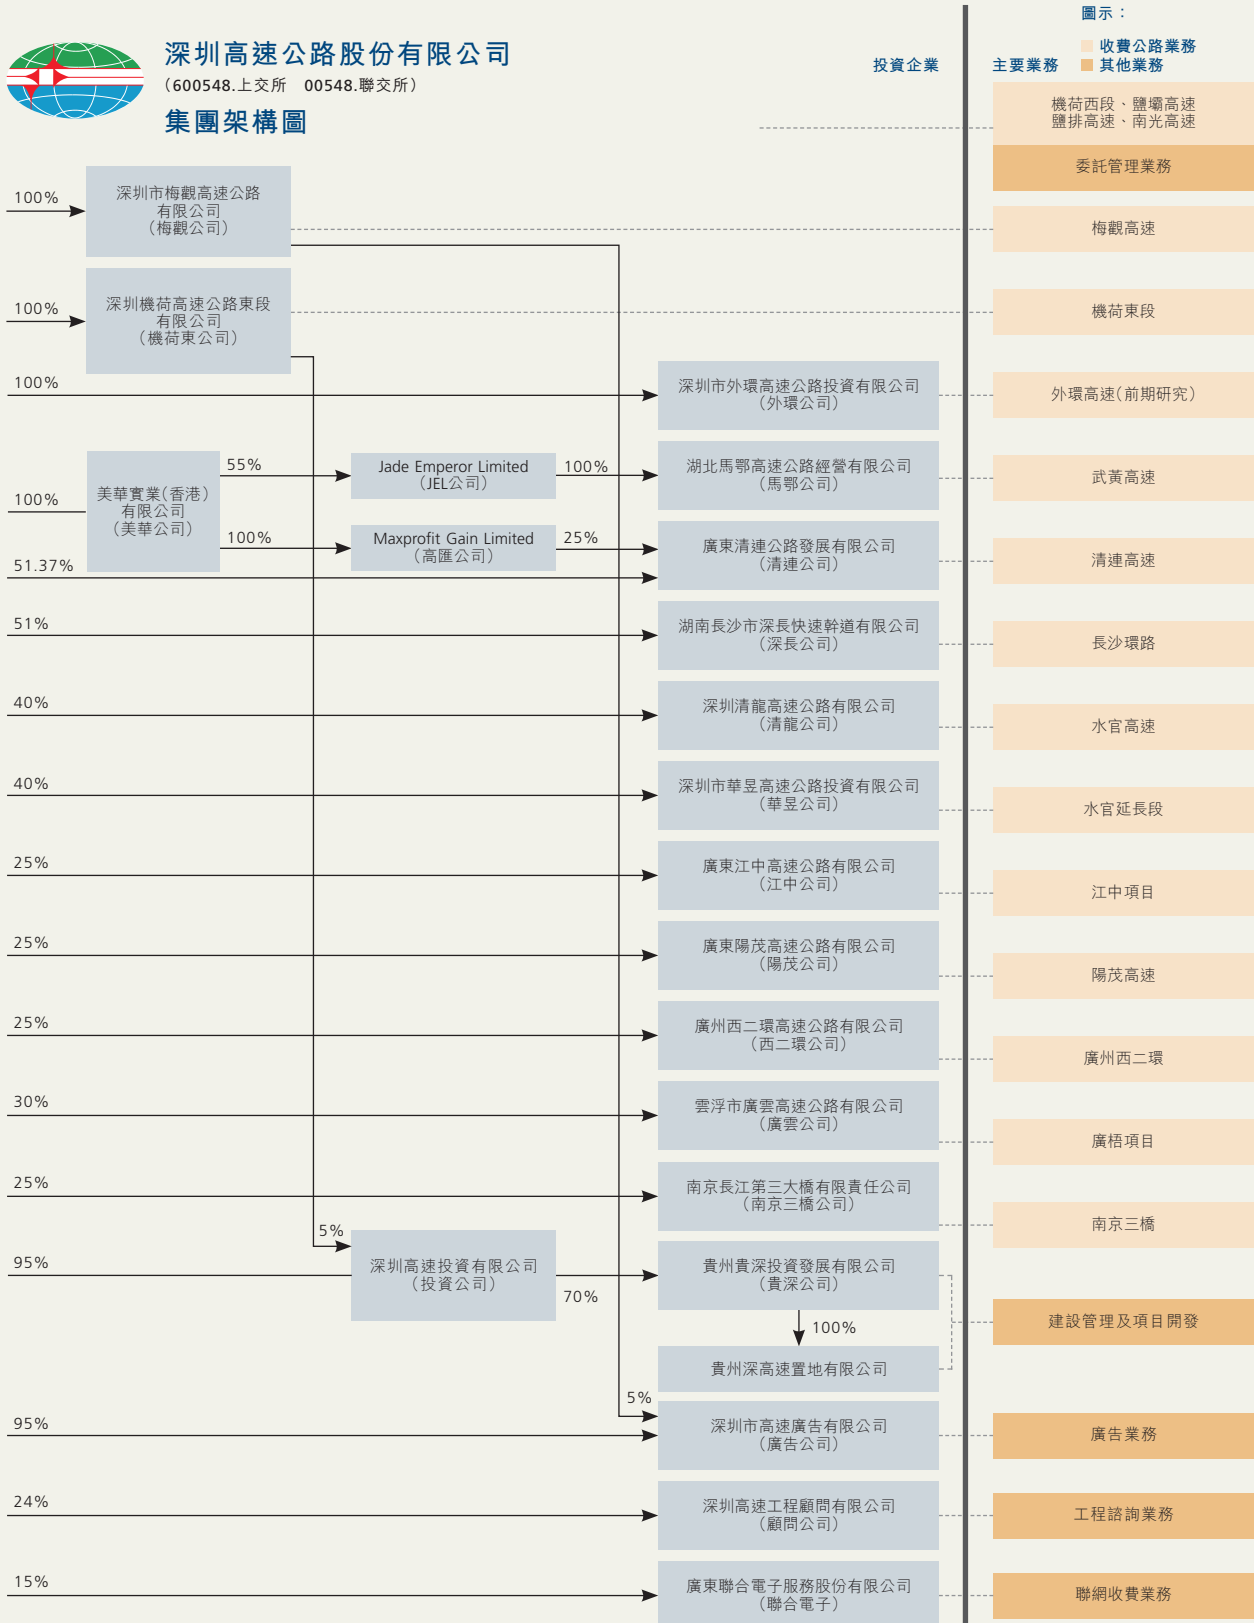 圖示：
收費公路業務
投資企業
主要業務
其他業務
深圳高速公路股份有限公司
(600548.上交所　00548.聯交所)
集團架構圖
機荷西段、鹽壩高速
鹽排高速、南光高速
委託管理業務
100%
深圳市梅觀高速公路
有限公司
(梅觀公司)
梅觀高速
100%
深圳機荷高速公路東段
有限公司
(機荷東公司)
機荷東段
100%
深圳市外環高速公路投資有限公司
(外環公司)
外環高速(前期研究)
100%
美華實業(香港)
有限公司
(美華公司)
55%
Jade Emperor Limited
(JEL公司)
100%
湖北馬鄂高速公路經營有限公司
(馬鄂公司)
武黃高速
100%
Maxprofit Gain Limited
(高匯公司)
25%
51.37%
廣東清連公路發展有限公司
(清連公司)
清連高速
51%
湖南長沙市深長快速幹道有限公司
(深長公司)
長沙環路
40%
深圳清龍高速公路有限公司
(清龍公司)
水官高速
40%
深圳市華昱高速公路投資有限公司
(華昱公司)
水官延長段
25%
廣東江中高速公路有限公司
(江中公司)
江中項目
25%
廣東陽茂高速公路有限公司
(陽茂公司)
陽茂高速
25%
廣州西二環高速公路有限公司
(西二環公司)
廣州西二環
30%
雲浮市廣雲高速公路有限公司
(廣雲公司)
廣梧項目
25%
南京長江第三大橋有限責任公司
(南京三橋公司)
南京三橋
5%
95%
深圳高速投資有限公司
(投資公司)
70%
貴州貴深投資發展有限公司
(貴深公司)
100%
貴州深高速置地有限公司
建設管理及項目開發
5%
95%
深圳市高速廣告有限公司
(廣告公司)
廣告業務
24%
深圳高速工程顧問有限公司
(顧問公司)
工程諮詢業務
15%
廣東聯合電子服務股份有限公司
(聯合電子)
聯網收費業務